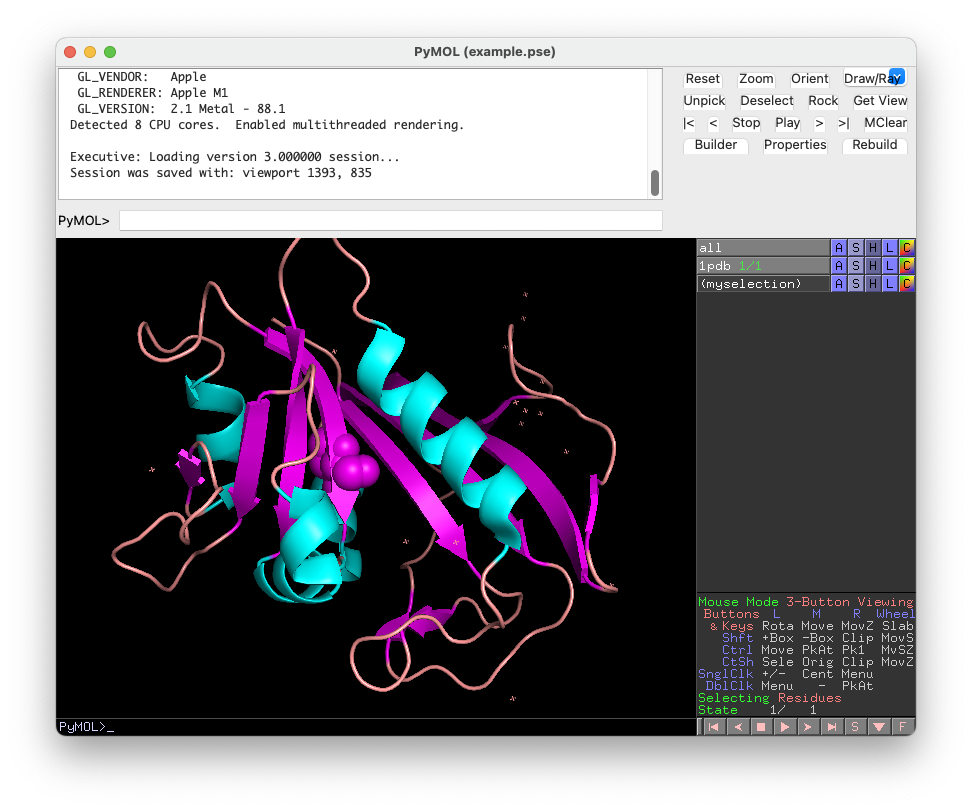 PyMOL (example.pse)
GL_VENDOR:   Apple
GL_RENDERER: Apple M1
GL_VERSION:  2.1 Metal - 88.1
Detected 8 CPU cores.  Enabled multithreaded rendering.
Executive: Loading version 3.000000 session...
Session was saved with: viewport 1393, 835
PyMOL>
Reset Zoom Orient Draw/Ray
Unpick Deselect Rock Get View
|< < Stop Play > >| MClear
Builder Properties Rebuild
all A S H L C
1pdb 1/1 A S H L C
(myselection) A S H L C
Mouse Mode 3-Button Viewing
Buttons L M R Wheel
& Keys Rota Move MovZ Slab
Shft +Box -Box Clip MovS
Ctrl Move PkAt Pk1 MvSZ
CtSh Sele Orig Clip MovZ
SnglClk +/- Cent Menu
DblClk Menu - PkAt
Selecting Residues
State 1/ 1
PyMOL>_
S F